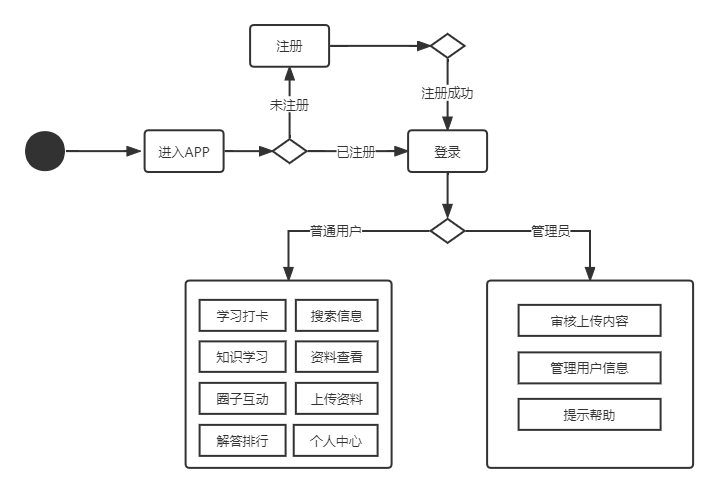 注册
未注册
注册成功
进入APP
已注册
登录
普通用户
管理员
学习打卡
搜索信息
知识学习
资料查看
圈子互动
上传资料
解答排行
个人中心
审核上传内容
管理用户信息
提示帮助